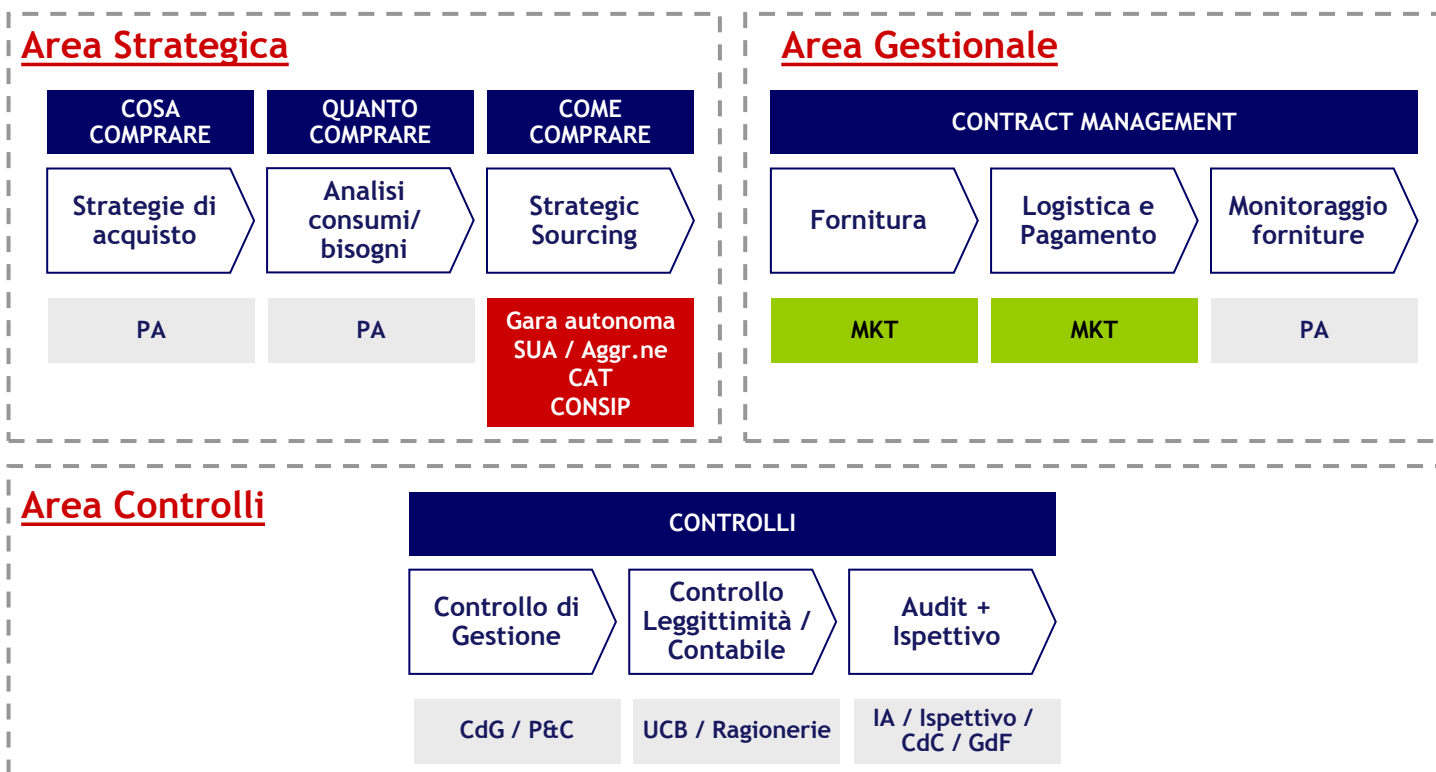 Area Strategica
COSA
COMPRARE
QUANTO
COMPRARE
COME
COMPRARE
Strategie di
acquisto
Analisi
consumi/
bisogni
Strategic
Sourcing
PA
PA
Gara autonoma
SUA / Aggr.ne
CAT
CONSIP
Area Gestionale
CONTRACT MANAGEMENT
Fornitura
Logistica e
Pagamento
Monitoraggio
forniture
MKT
MKT
PA
Area Controlli
CONTROLLI
Controllo di
Gestione
Controllo
Leggittimità /
Contabile
Audit +
Ispettivo
CdG / P&C
UCB / Ragionerie
IA / Ispettivo /
CdC / GdF